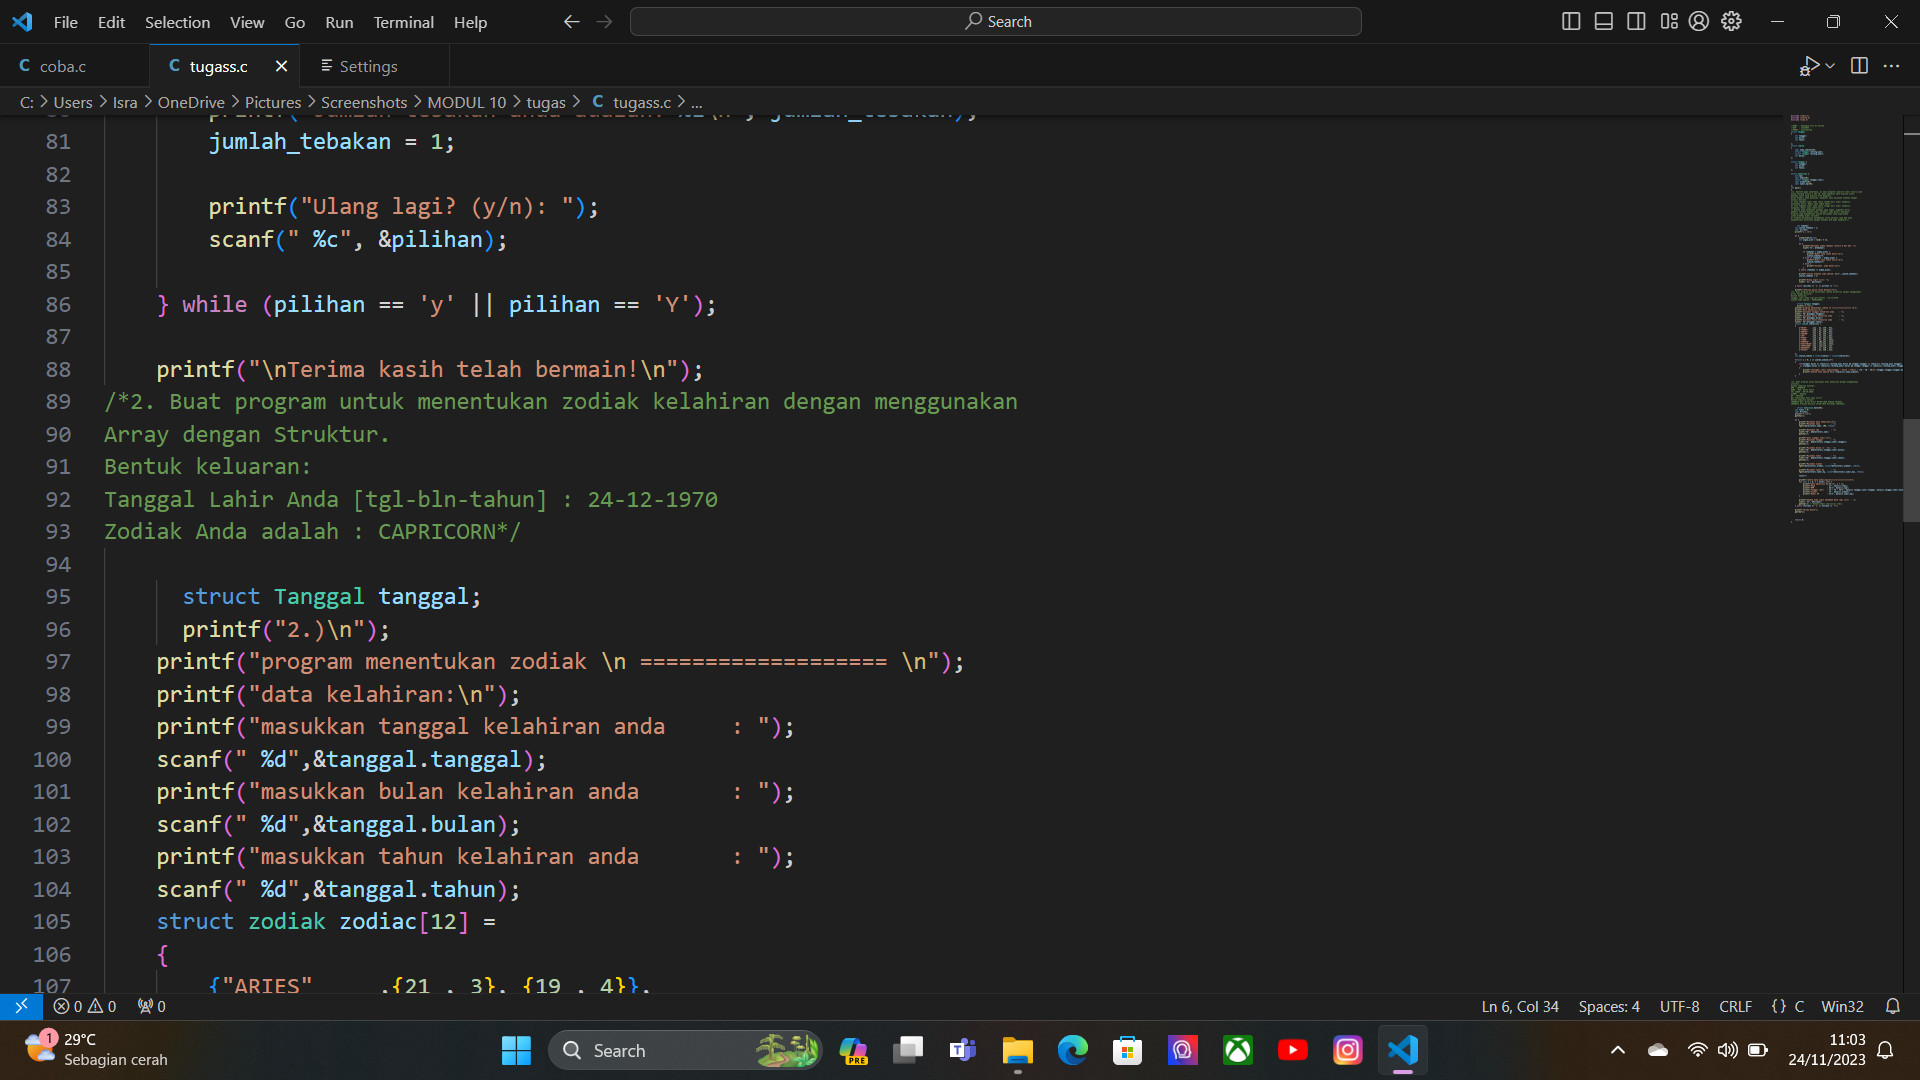 File Edit Selection View Go Run Terminal Help Search
coba.c tugass.c Settings
C: > Users > Isra > OneDrive > Pictures > Screenshots > MODUL 10 > tugas > C tugass.c > ...
81 jumlah_tebakan = 1;
82
83 printf("Ulang lagi? (y/n): ");
84 scanf(" %c", &pilihan);
85
86 } while (pilihan == 'y' || pilihan == 'Y');
87
88 printf("\nTerima kasih telah bermain!\n");
89 /*2. Buat program untuk menentukan zodiak kelahiran dengan menggunakan
90 Array dengan Struktur.
91 Bentuk keluaran:
92 Tanggal Lahir Anda [tgl-bln-tahun] : 24-12-1970
93 Zodiak Anda adalah : CAPRICORN*/
94
95 struct Tanggal tanggal;
96 printf("2.)\n");
97 printf("program menentukan zodiak \n =================== \n");
98 printf("data kelahiran:\n");
99 printf("masukkan tanggal kelahiran anda     : ");
100 scanf(" %d",&tanggal.tanggal);
101 printf("masukkan bulan kelahiran anda       : ");
102 scanf(" %d",&tanggal.bulan);
103 printf("masukkan tahun kelahiran anda       : ");
104 scanf(" %d",&tanggal.tahun);
105 struct zodiak zodiac[12] =
106 {
107 {"ARIES"     ,{21 , 3}, {19 , 4}},
0 0 0 Ln 6, Col 34 Spaces: 4 UTF-8 CRLF {} C Win32
1 29°C
Sebagian cerah
Search
PRE
11:03
24/11/2023